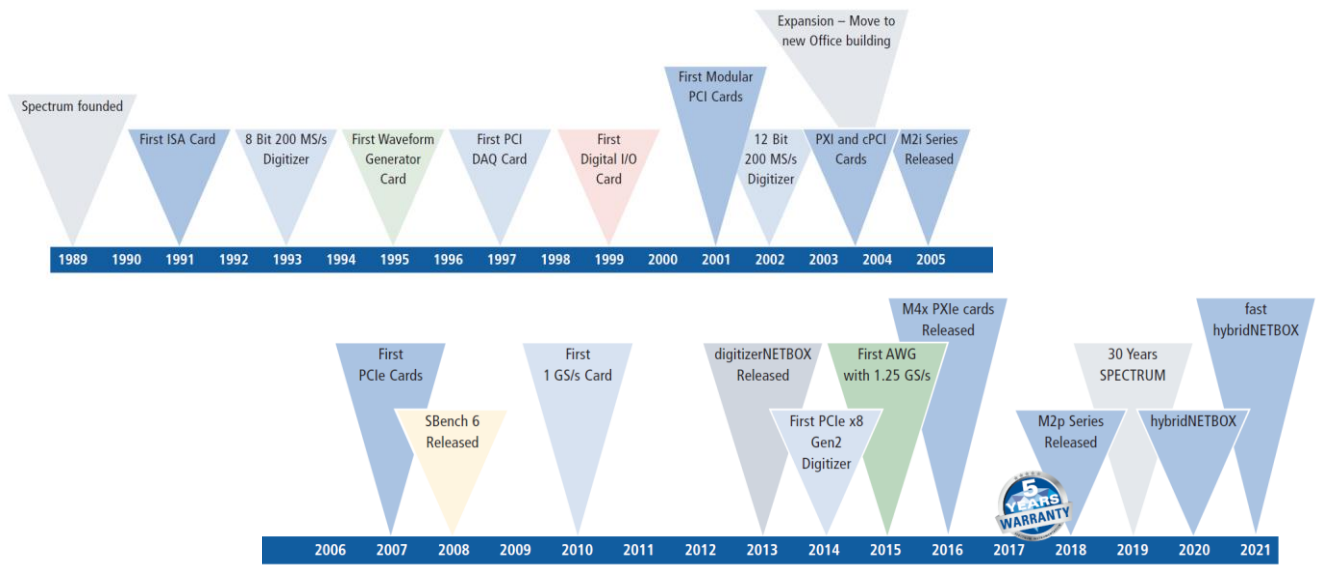 Expansion – Move to
new Office building
First Modular
PCI Cards
Spectrum founded
First ISA Card
8 Bit 200 MS/s
Digitizer
First Waveform
Generator
Card
First PCI
DAQ Card
First
Digital I/O
Card
12 Bit
200 MS/s
Digitizer
PXI and cPCI
Cards
M2i Series
Released
1989 1990 1991 1992 1993 1994 1995 1996 1997 1998 1999 2000 2001 2002 2003 2004 2005
M4x PXIe cards
Released
fast
hybridNETBOX
First
PCIe Cards
First
1 GS/s Card
digitizerNETBOX
Released
First AWG
with 1.25 GS/s
30 Years
SPECTRUM
SBench 6
Released
First PCIe x8
Gen2
Digitizer
M2p Series
Released
hybridNETBOX
5
YEARS
WARRANTY
2006 2007 2008 2009 2010 2011 2012 2013 2014 2015 2016 2017 2018 2019 2020 2021